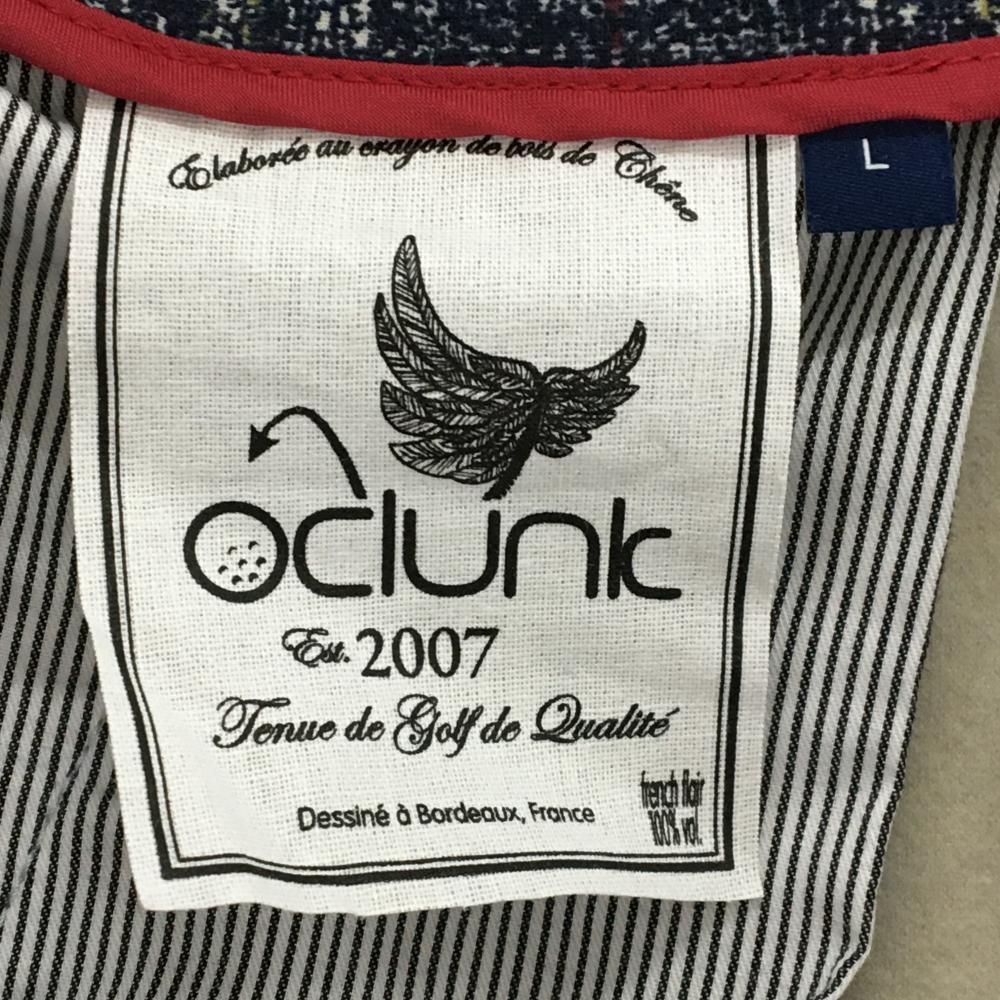 Elaborée au crayon de bois de Chêne
L
oclunk
Est. 2007
Tenue de Golf de Qualité
Dessiné à Bordeaux, France
french flair
100% vol.